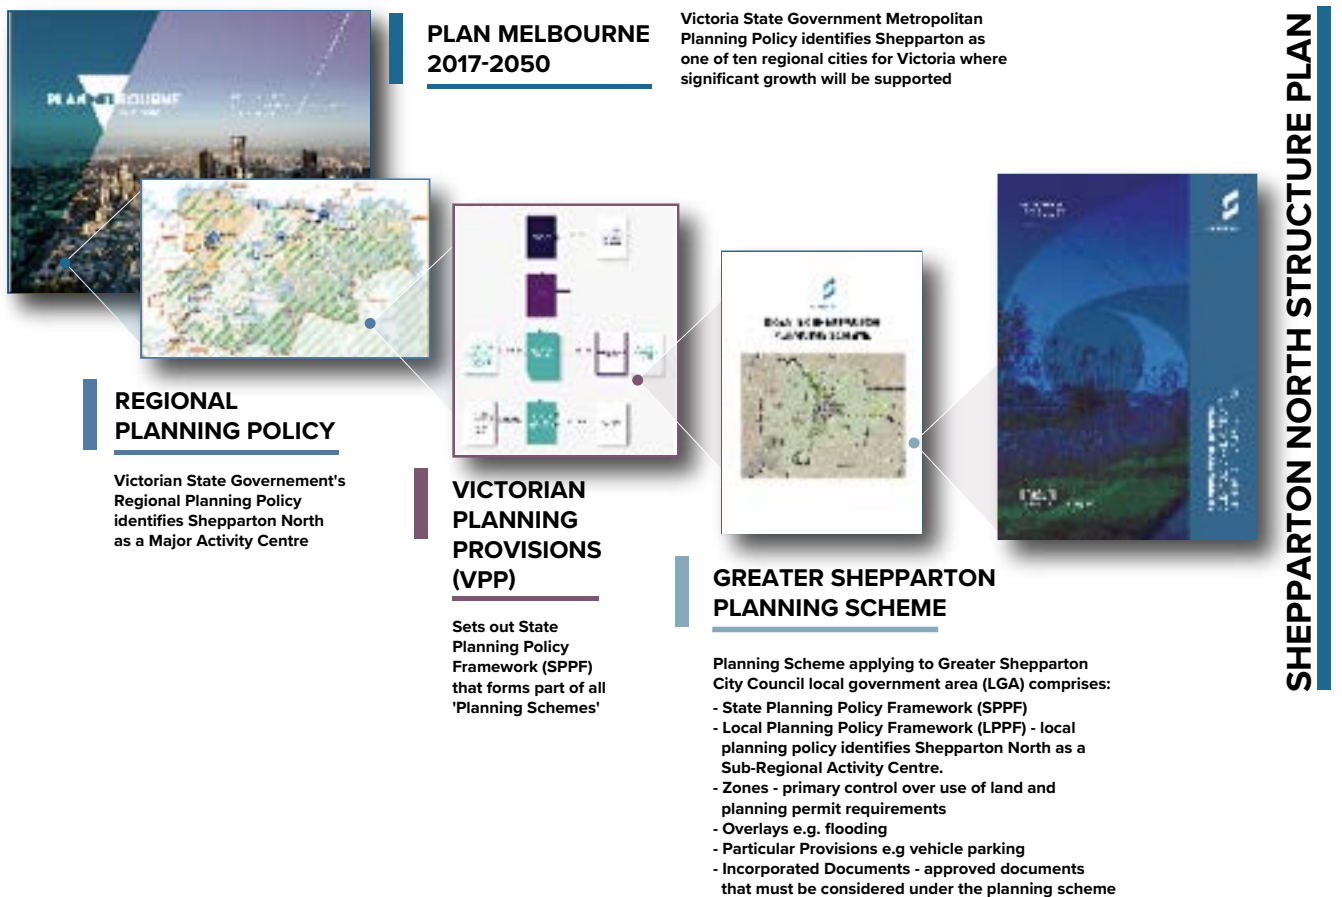 PLAN MELBOURNE
2017-2050
Victoria State Government Metropolitan
Planning Policy identifies Shepparton as
one of ten regional cities for Victoria where
significant growth will be supported
PLAN MELBOURNE
REGIONAL
PLANNING POLICY
Victorian State Governement's
Regional Planning Policy
identifies Shepparton North
as a Major Activity Centre
VICTORIAN
PLANNING
PROVISIONS
(VPP)
Sets out State
Planning Policy
Framework (SPPF)
that forms part of all
'Planning Schemes'
GREATER SHEPPARTON
PLANNING SCHEME
GREATER SHEPPARTON
PLANNING SCHEME
Planning Scheme applying to Greater Shepparton
City Council local government area (LGA) comprises:
- State Planning Policy Framework (SPPF)
- Local Planning Policy Framework (LPPF) - local
planning policy identifies Shepparton North as a
Sub-Regional Activity Centre.
- Zones - primary control over use of land and
planning permit requirements
- Overlays e.g. flooding
- Particular Provisions e.g vehicle parking
- Incorporated Documents - approved documents
that must be considered under the planning scheme
SHEPPARTON NORTH STRUCTURE PLAN